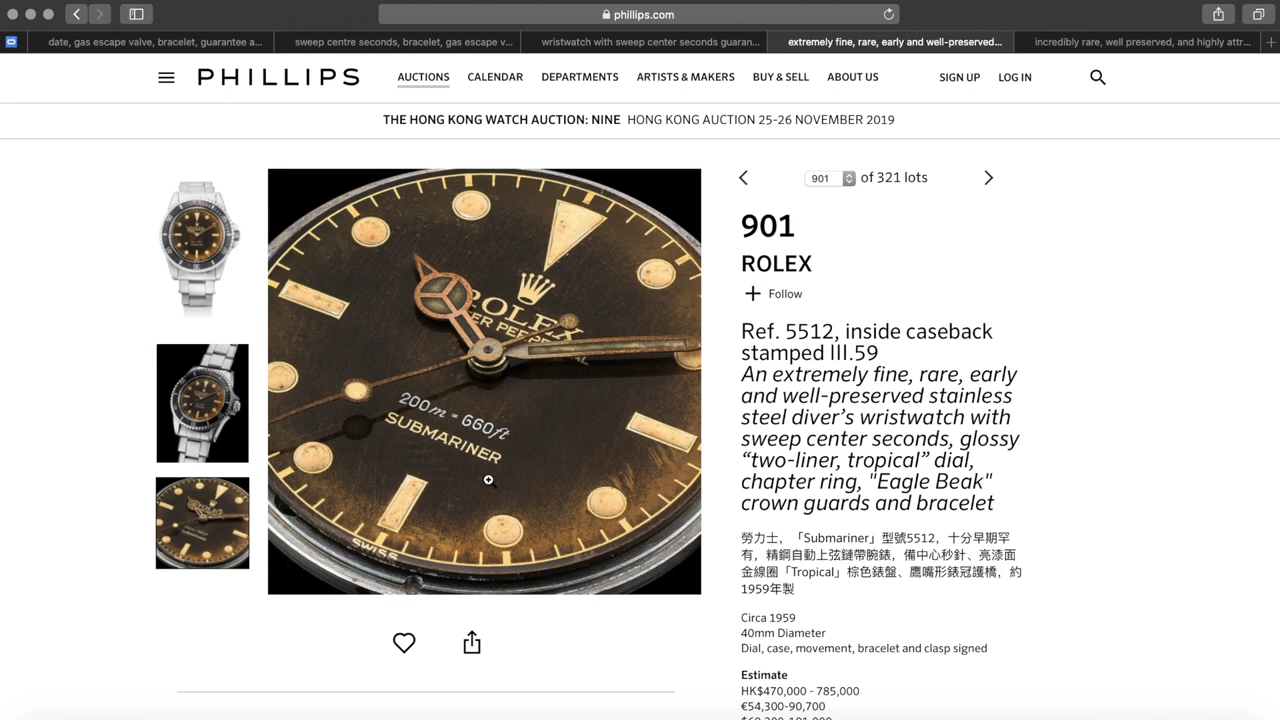 phillips.com
date, gas escape valve, bracelet, guarantee a...
sweep centre seconds, bracelet, gas escape v...
wristwatch with sweep center seconds guaran...
extremely fine, rare, early and well-preserved...
incredibly rare, well preserved, and highly attr...
PHILLIPS
AUCTIONS
CALENDAR
DEPARTMENTS
ARTISTS & MAKERS
BUY & SELL
ABOUT US
SIGN UP
LOG IN
THE HONG KONG WATCH AUCTION: NINE HONG KONG AUCTION 25-26 NOVEMBER 2019
ROLEX
200m = 660ft
SUBMARINER
SWISS
901 of 321 lots
901
ROLEX
Follow
Ref. 5512, inside caseback
stamped III.59
An extremely fine, rare, early
and well-preserved stainless
steel diver's wristwatch with
sweep center seconds, glossy
“two-liner, tropical” dial,
chapter ring, "Eagle Beak"
crown guards and bracelet
勞力士，「Submariner」型號5512，十分早期罕
有，精鋼自動上弦鏈帶腕錶，備中心秒針、亮漆面
金線圈「Tropical」棕色錶盤、鷹嘴形錶冠護橋，約
1959年製
Circa 1959
40mm Diameter
Dial, case, movement, bracelet and clasp signed
Estimate
HK$470,000 - 785,000
€54,300-90,700